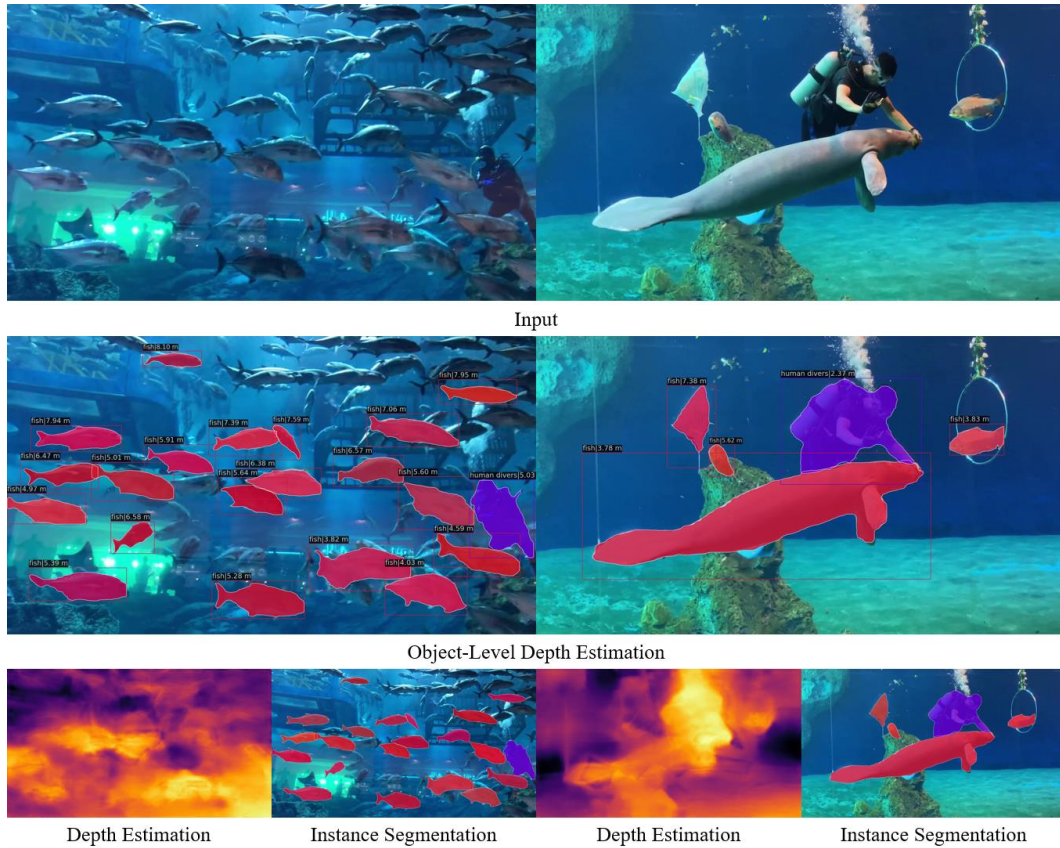 Input
fish|8.10 m
fish|7.95 m
fish|7.94 m
fish|7.39 m
fish|7.59 m
fish|7.06 m
fish|5.91 m
fish|6.47 m
fish|5.01 m
fish|6.38 m
fish|5.64 m
fish|6.57 m
fish|5.60 m
human divers|5.03
fish|4.97 m
fish|6.58 m
fish|4.59 m
fish|3.82 m
fish|4.03 m
fish|5.39 m
fish|5.28 m
human divers|2.37 m
fish|7.38 m
fish|5.62 m
fish|3.83 m
fish|3.78 m
Object-Level Depth Estimation
Depth Estimation
Instance Segmentation
Depth Estimation
Instance Segmentation